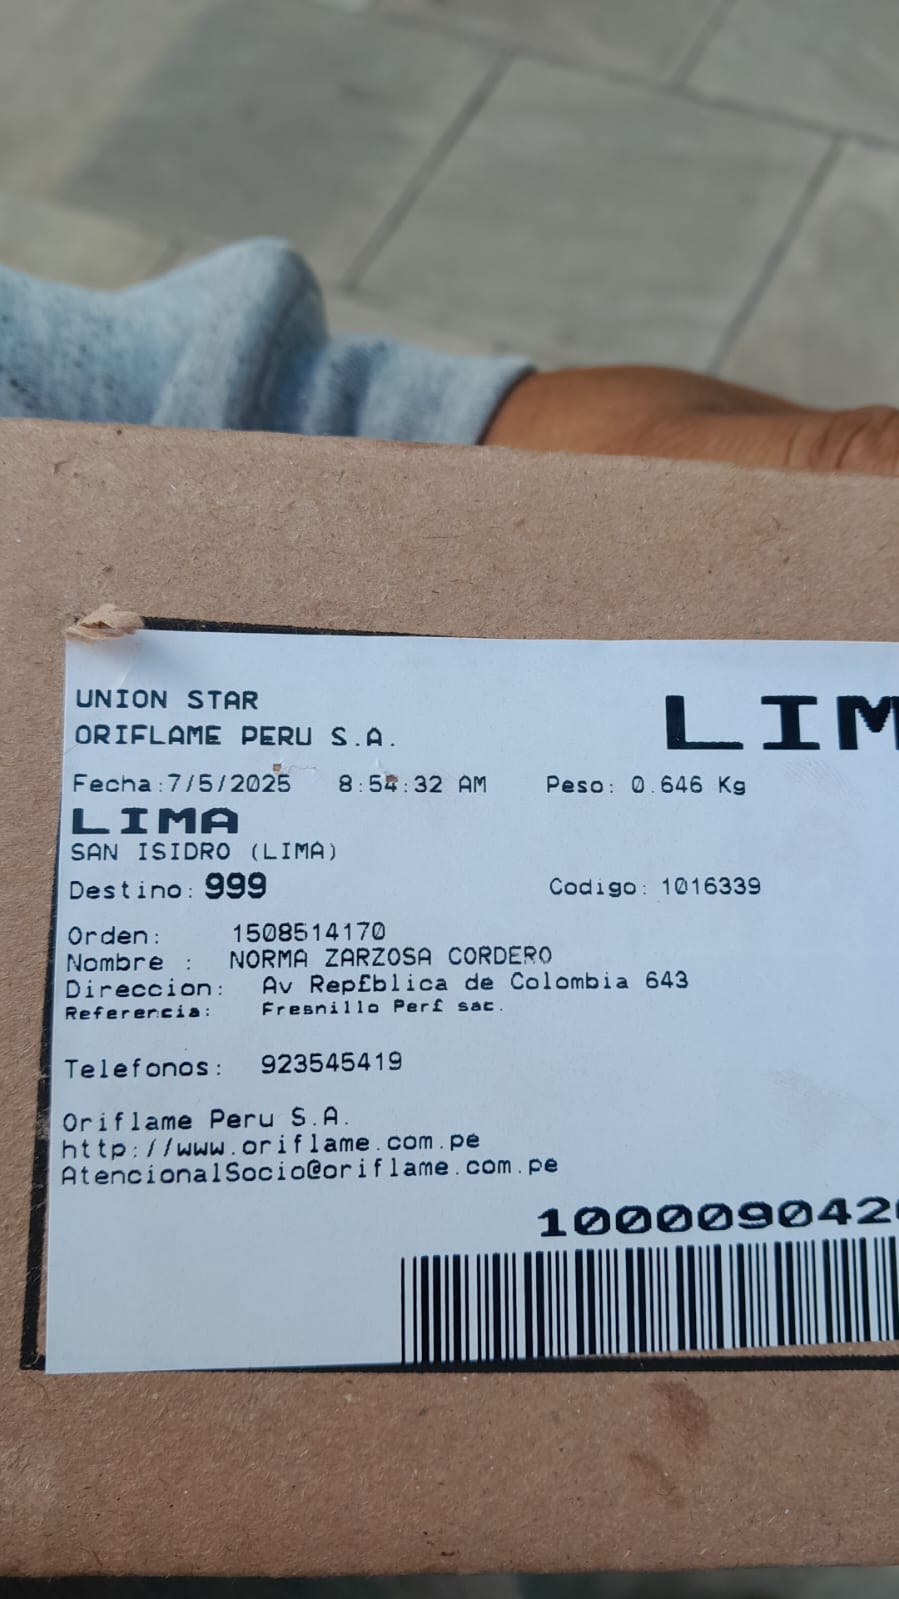 UNION STAR
ORIFLAME PERU S.A.
LIM
Fecha:7/5/2025 8:54:32 AM Peso: 0.646 Kg
LIMA
SAN ISIDRO (LIMA)
Destino: 999 Codigo: 1016339
Orden: 1508514170
Nombre : NORMA ZARZOSA CORDERO
Direccion: Av Rep£blica de Colombia 643
Referencia: Fresnillo Per£ sac.
Telefonos: 923545419
Oriflame Peru S.A.
http://www.oriflame.com.pe
AtencionalSocio@oriflame.com.pe
1000090420